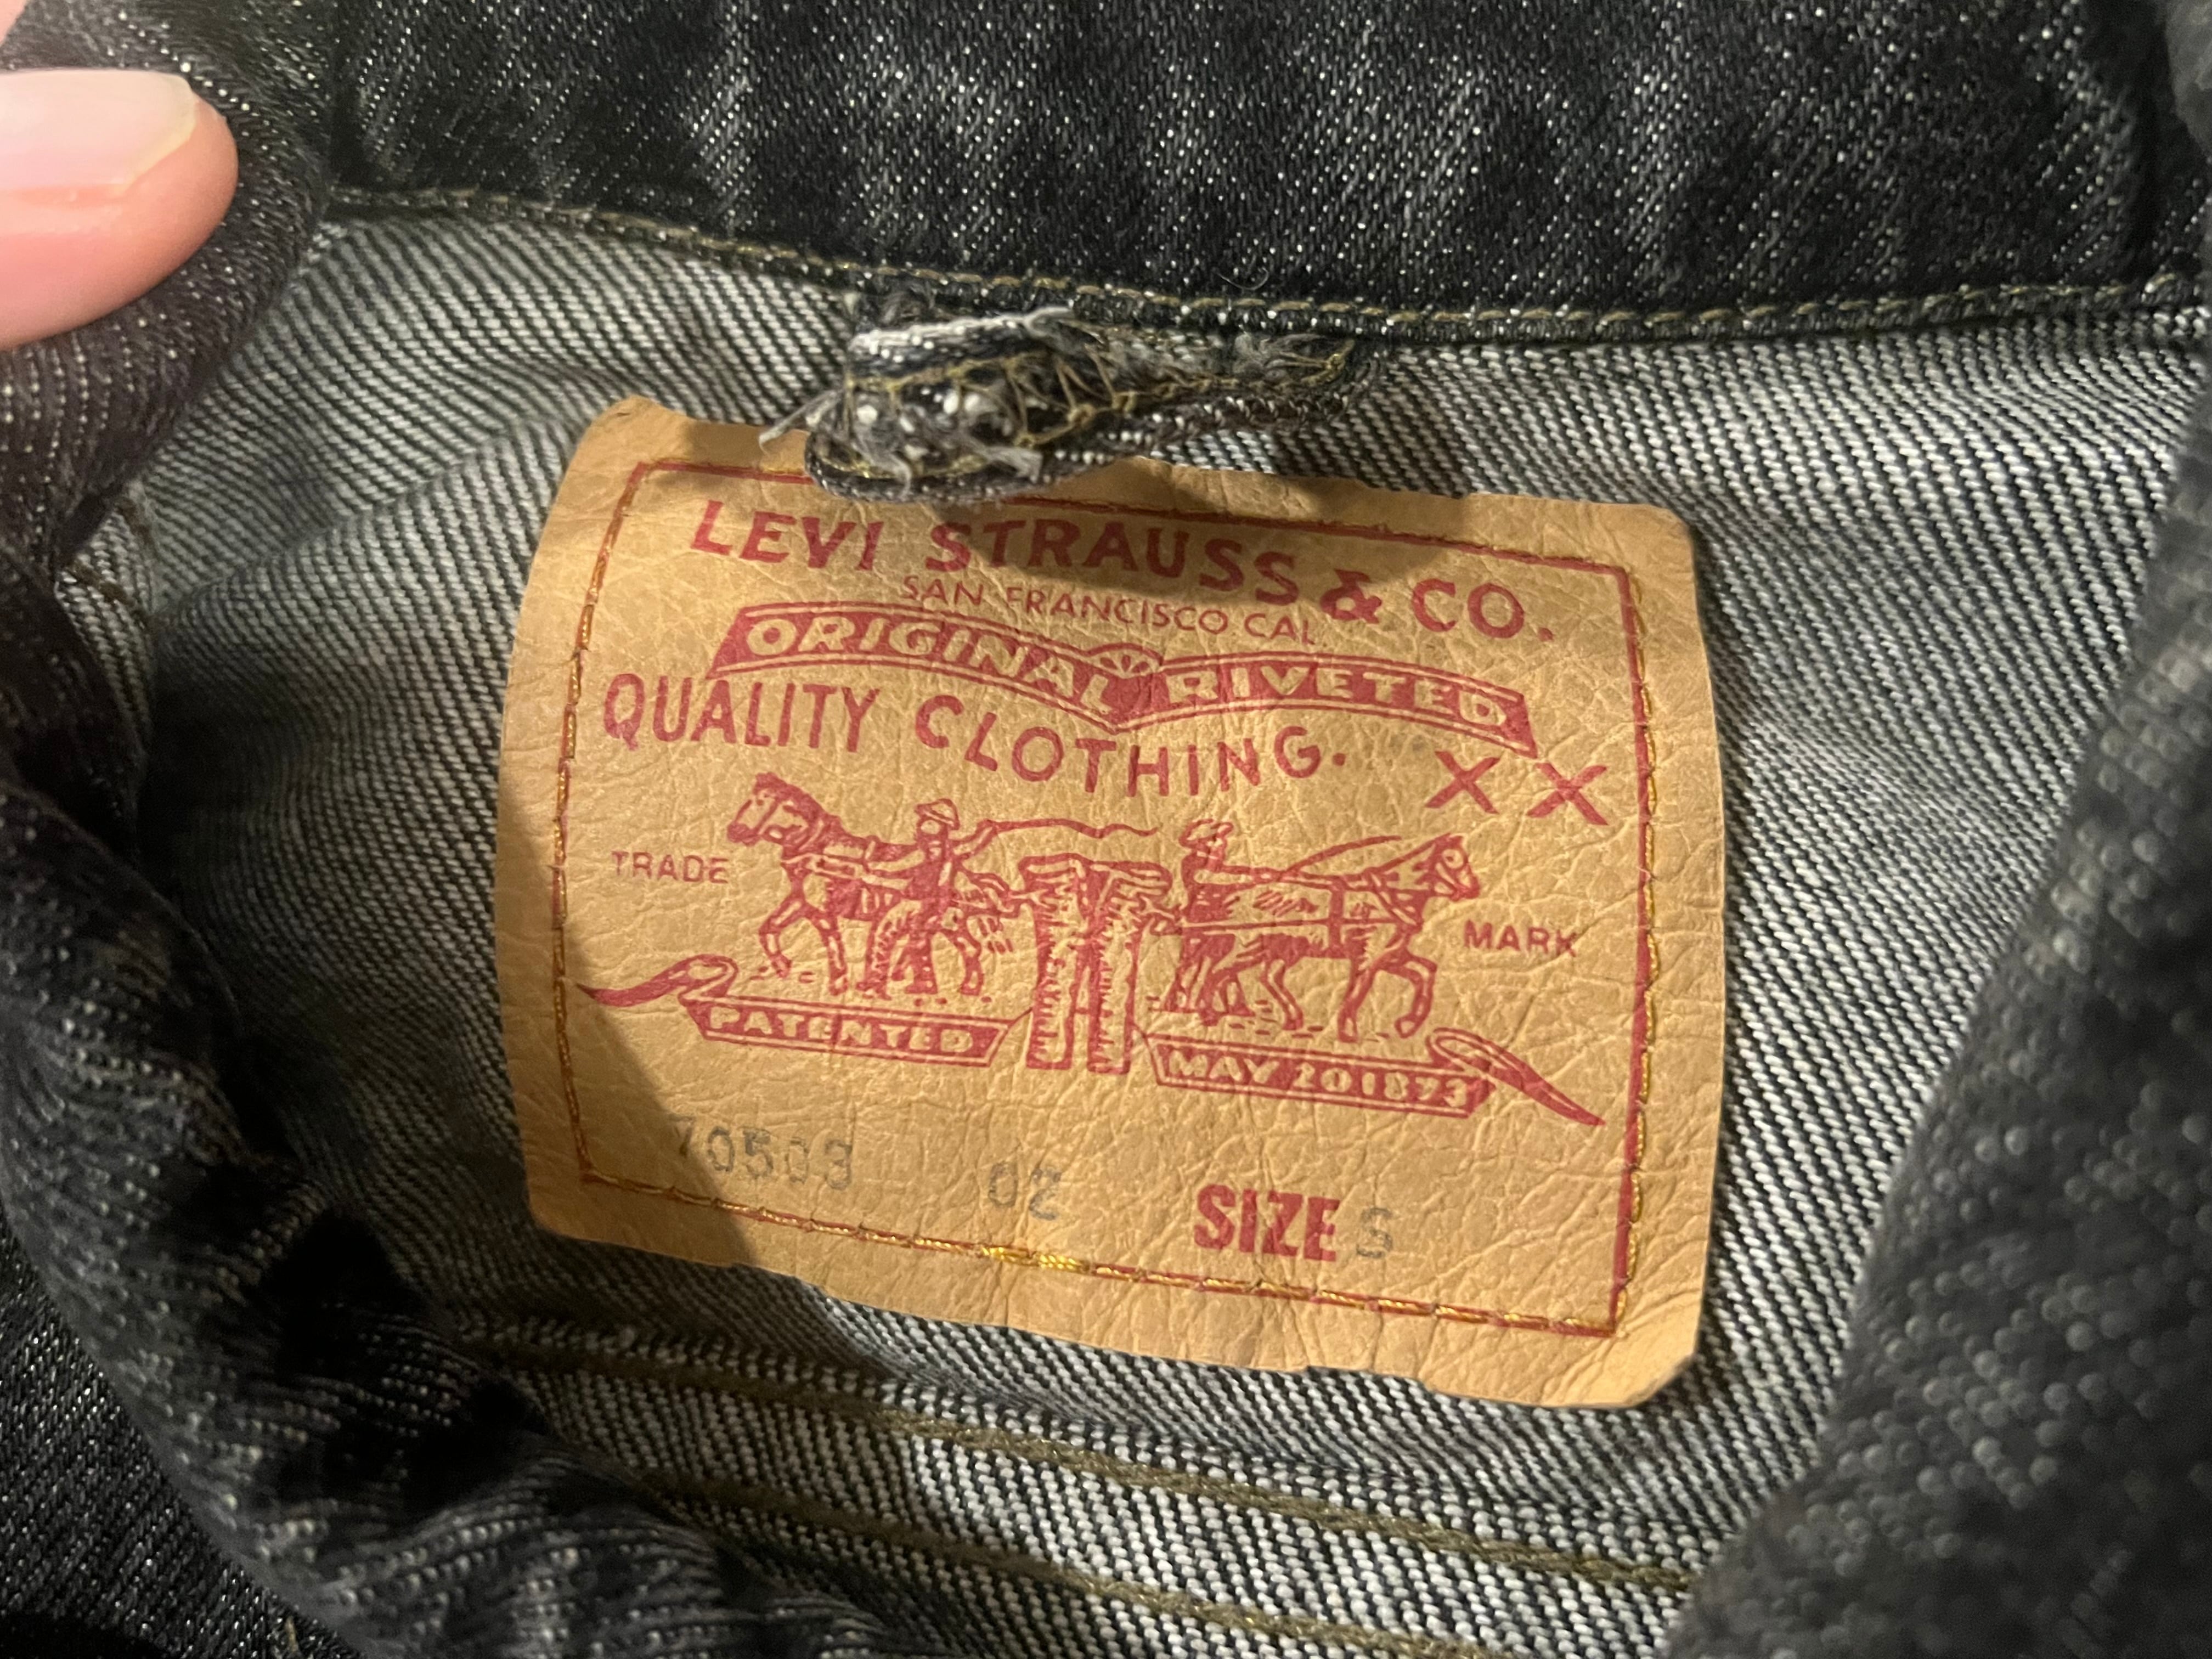 LEVI STRAUSS & CO.
SAN FRANCISCO CAL
ORIGINAL RIVETED
QUALITY CLOTHING.
XX
TRADE MARK
PATENTED MAY 20 1873
70503 02 SIZE S